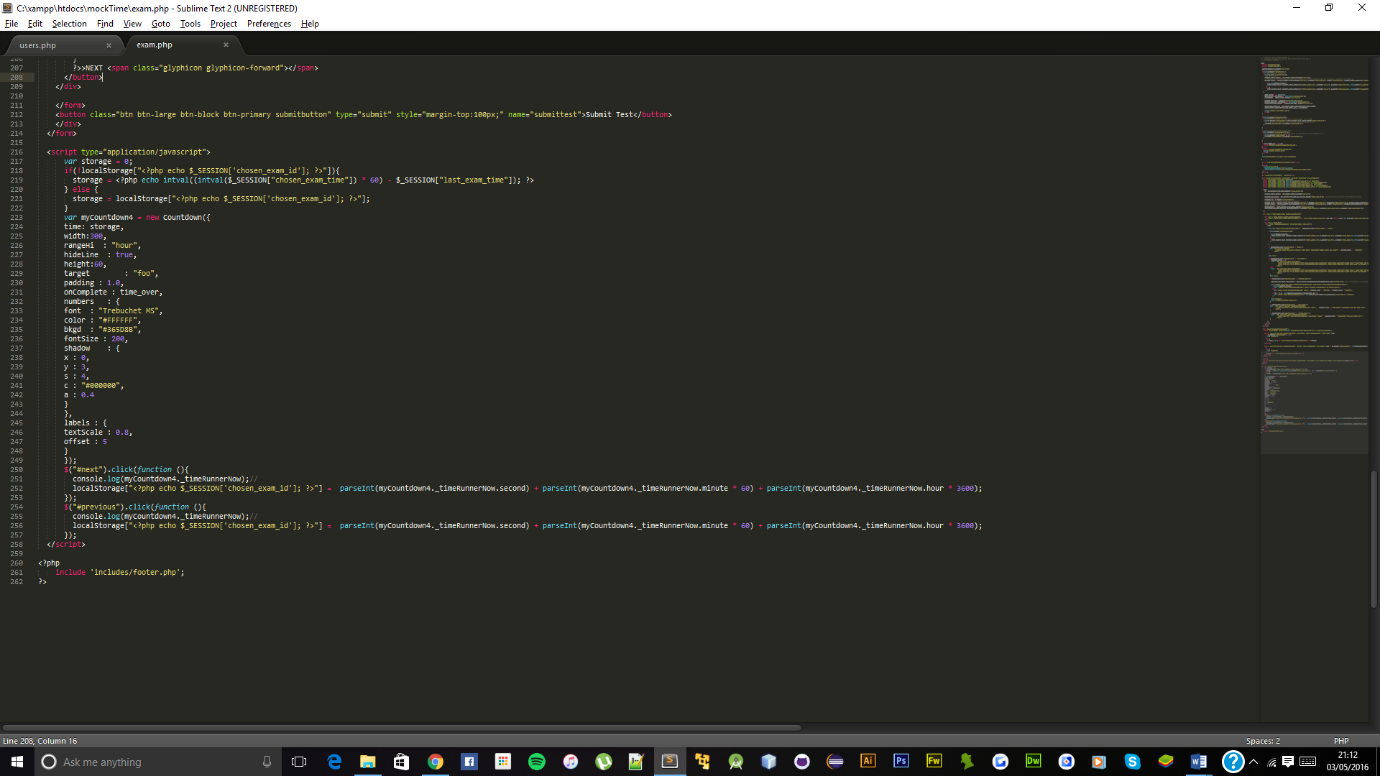 C:\xampp\htdocs\mockTime\exam.php - Sublime Text 2 (UNREGISTERED)
File Edit Selection Find View Goto Tools Project Preferences Help
users.php × exam.php ×
206 }
207 ?>>NEXT <span class="glyphicon glyphicon-forward"></span>
208 </button>
209 </div>
210
211 </form>
212 <button class="btn btn-large btn-block btn-primary submitbutton" type="submit" style="margin-top:100px;" name="submittest">Submit Test</button>
213 </div>
214 </form>
215
216 <script type="application/javascript">
217 var storage = 0;
218 if(!localStorage["<?php echo $_SESSION['chosen_exam_id']; ?>"]){
219 storage = <?php echo intval((intval($_SESSION["chosen_exam_time"]) * 60) - $_SESSION["last_exam_time"]); ?>
220 } else {
221 storage = localStorage["<?php echo $_SESSION['chosen_exam_id']; ?>"];
222 }
223 var myCountdown4 = new Countdown({
224 time: storage,
225 width:300,
226 rangeHi : "hour",
227 hideLine : true,
228 height:60,
229 target : "foo",
230 padding : 1.0,
231 onComplete : time_over,
232 numbers : {
233 font : "Trebuchet MS",
234 color : "#FFFFFF",
235 bkgd : "#365D8B",
236 fontSize : 200,
237 shadow : {
238 x : 0,
239 y : 3,
240 s : 4,
241 c : "#000000",
242 a : 0.4
243 }
244 },
245 labels : {
246 textScale : 0.8,
247 offset : 5
248 }
249 });
250 $("#next").click(function (){
251 console.log(myCountdown4._timeRunnerNow);//
252 localStorage["<?php echo $_SESSION['chosen_exam_id']; ?>"] = parseInt(myCountdown4._timeRunnerNow.second) + parseInt(myCountdown4._timeRunnerNow.minute * 60) + parseInt(myCountdown4._timeRunnerNow.hour * 3600);
253 });
254 $("#previous").click(function (){
255 console.log(myCountdown4._timeRunnerNow);//
256 localStorage["<?php echo $_SESSION['chosen_exam_id']; ?>"] = parseInt(myCountdown4._timeRunnerNow.second) + parseInt(myCountdown4._timeRunnerNow.minute * 60) + parseInt(myCountdown4._timeRunnerNow.hour * 3600);
257 });
258 </script>
259
260 <?php
261 include 'includes/footer.php';
262 ?>
Line 208, Column 16 Spaces: 2 PHP
Ask me anything
Ai Ps Fw Dw
21:12
03/05/2016